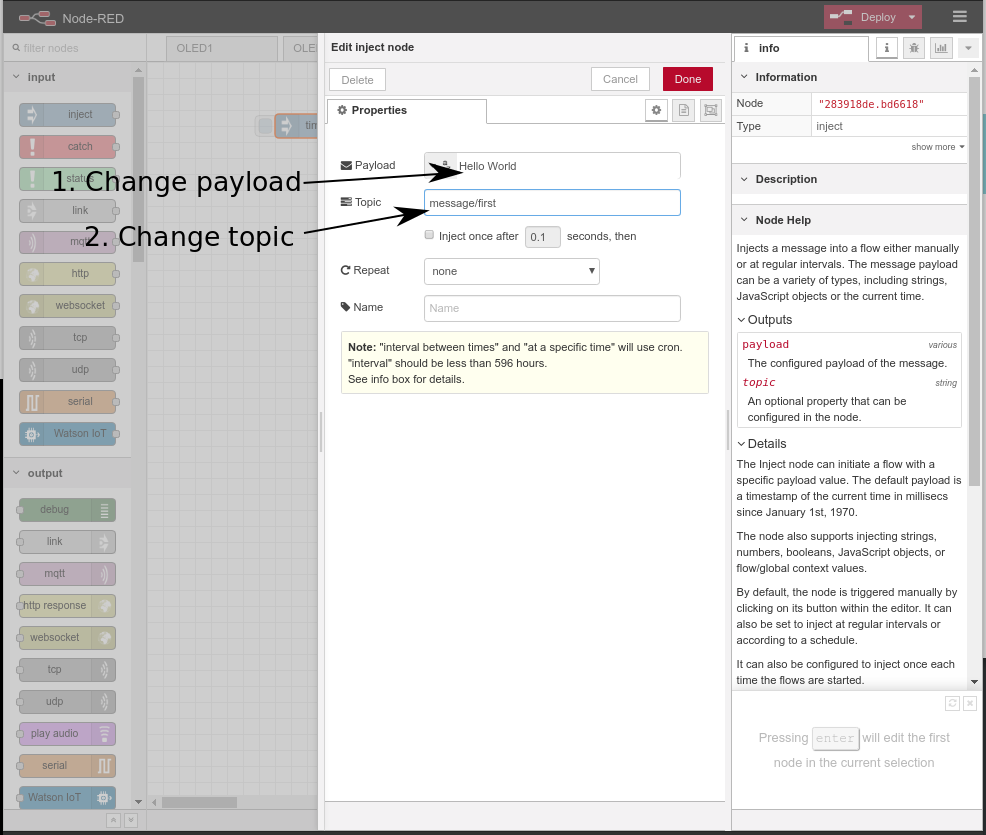 Node-RED
Deploy
filter nodes
OLED1
info
input
inject
catch
status
link
http
websocket
tcp
udp
serial
Watson IoT
output
debug
link
mqtt
http response
websocket
tcp
udp
play audio
serial
Watson IoT
Edit inject node
Delete
Cancel
Done
Properties
Payload
Hello World
1. Change payload
Topic
message/first
2. Change topic
Inject once after 0.1 seconds, then
Repeat
none
Name
Name
Note: "interval between times" and "at a specific time" will use cron.
"interval" should be less than 596 hours.
See info box for details.
Information
Node "283918de.bd6618"
Type inject
show more
Description
Node Help
Injects a message into a flow either manually
or at regular intervals. The message payload
can be a variety of types, including strings,
JavaScript objects or the current time.
Outputs
payload various
The configured payload of the message.
topic string
An optional property that can be
configured in the node.
Details
The Inject node can initiate a flow with a
specific payload value. The default payload is
a timestamp of the current time in millisecs
since January 1st, 1970.
The node also supports injecting strings,
numbers, booleans, JavaScript objects, or
flow/global context values.
By default, the node is triggered manually by
clicking on its button within the editor. It can
also be set to inject at regular intervals or
according to a schedule.
It can also be configured to inject once each
time the flows are started.
Pressing enter will edit the first
node in the current selection